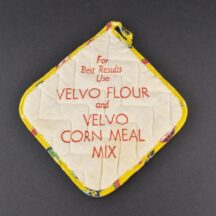 For
Best Results
Use
VELVO FLOUR
and
VELVO
CORN MEAL
MIX